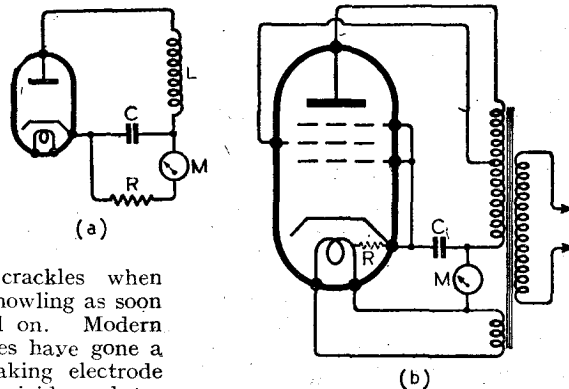 L
C
M
R
(a)
crackles when
howling as soon
l on. Modern
es have gone a
aking electrode
R
C
M
(b)